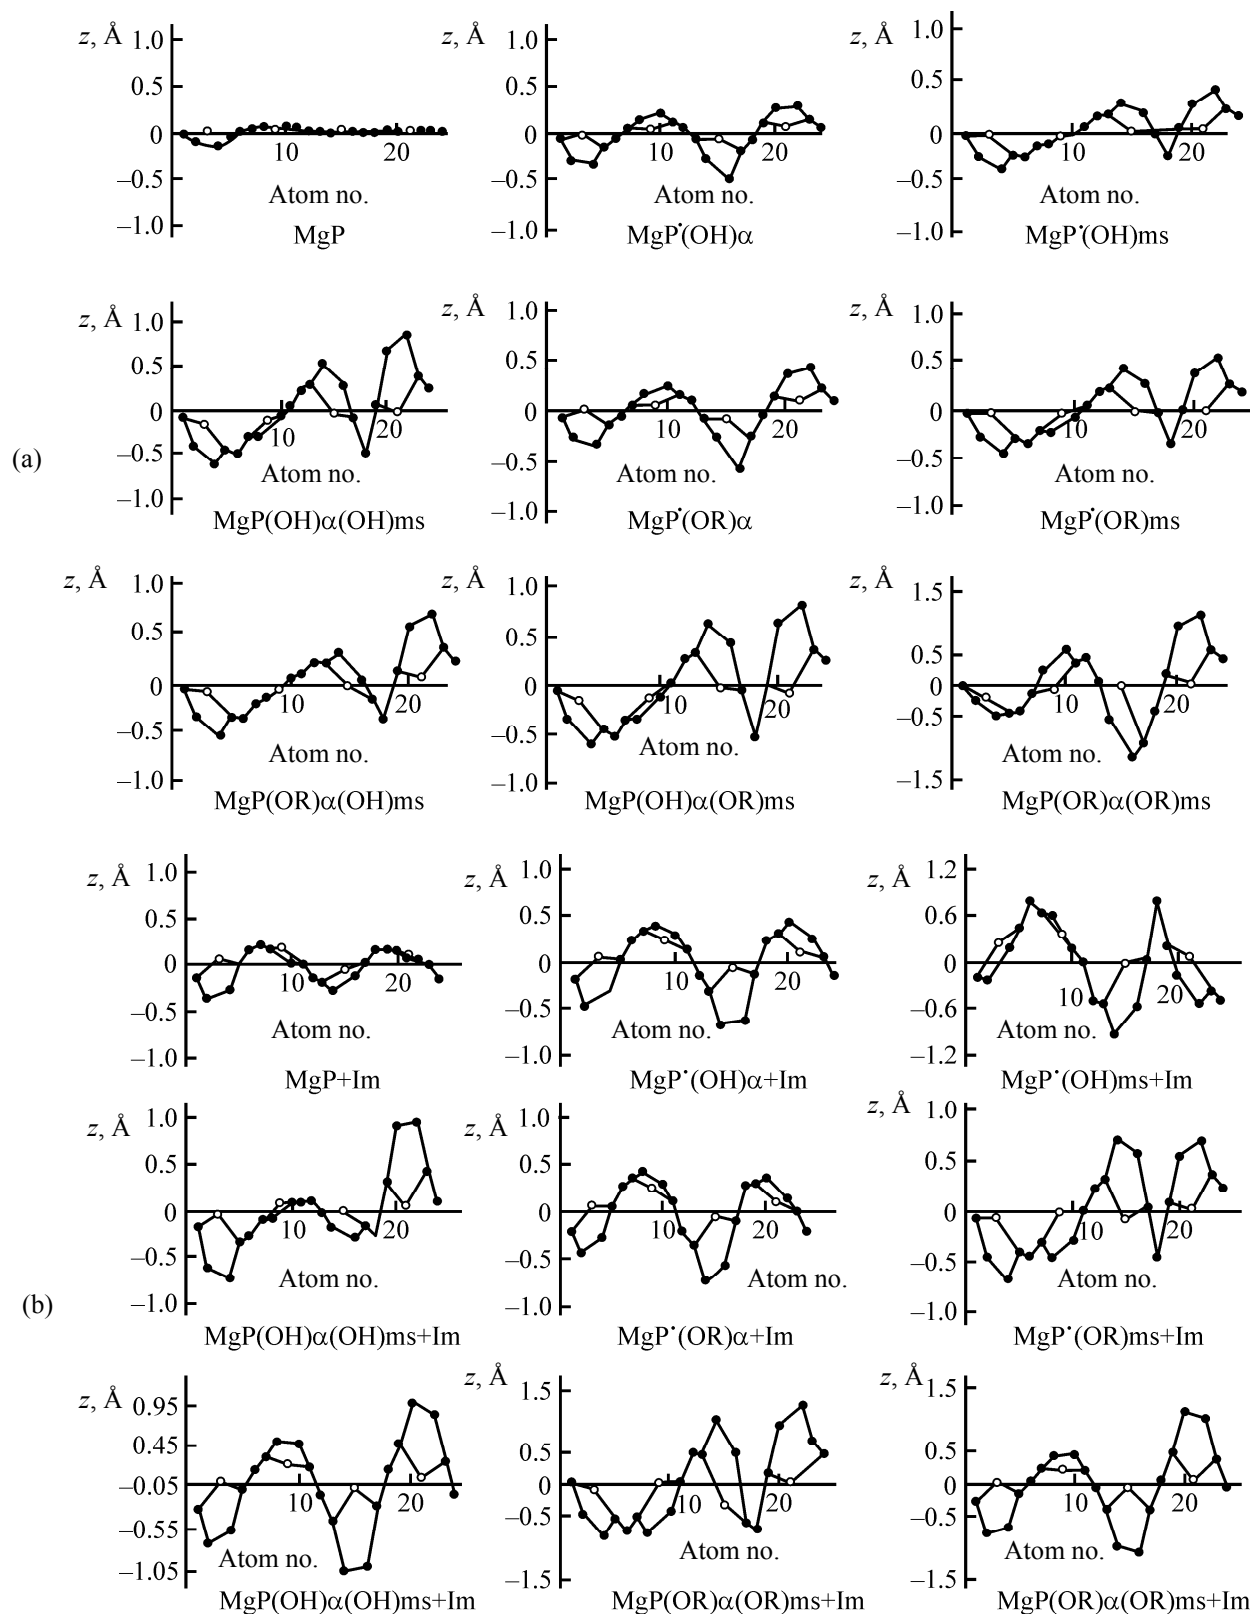 z, Å 1.0 0.5 0 –0.5 –1.0 10 20
Atom no.
MgP
z, Å 1.0 0.5 0 –0.5 –1.0 10 20
Atom no.
MgP•(OH)α
z, Å 1.0 0.5 0 –0.5 –1.0 10 20
Atom no.
MgP•(OH)ms
(a)
z, Å 1.0 0.5 0 –0.5 –1.0 10 20
Atom no.
MgP(OH)α(OH)ms
z, Å 1.0 0.5 0 –0.5 –1.0 10 20
Atom no.
MgP•(OR)α
z, Å 1.0 0.5 0 –0.5 –1.0 10 20
Atom no.
MgP•(OR)ms
z, Å 1.0 0.5 0 –0.5 –1.0 10 20
Atom no.
MgP(OR)α(OH)ms
z, Å 1.0 0.5 0 –0.5 –1.0 10 20
Atom no.
MgP(OH)α(OR)ms
z, Å 1.5 0.5 0 –0.5 –1.5 10 20
Atom no.
MgP(OR)α(OR)ms
z, Å 1.0 0.5 0 –0.5 –1.0 10 20
Atom no.
MgP+Im
z, Å 1.0 0.5 0 –0.5 –1.0 10 20
Atom no.
MgP•(OH)α+Im
z, Å 1.2 0.6 0 –0.6 –1.2 10 20
Atom no.
MgP•(OH)ms+Im
(b)
z, Å 1.0 0.5 0 –0.5 –1.0 10 20
Atom no.
MgP(OH)α(OH)ms+Im
z, Å 1.0 0.5 0 –0.5 –1.0 10 20
Atom no.
MgP•(OR)α+Im
z, Å 1.0 0.5 0 –0.5 –1.0 10 20
Atom no.
MgP•(OR)ms+Im
z, Å 0.95 0.45 –0.05 –0.55 –1.05 10 20
Atom no.
MgP(OH)α(OH)ms+Im
z, Å 1.5 0.5 0 –0.5 –1.5 10 20
Atom no.
MgP(OR)α(OR)ms+Im
z, Å 1.5 0.5 0 –0.5 –1.5 10 20
Atom no.
MgP(OR)α(OR)ms+Im